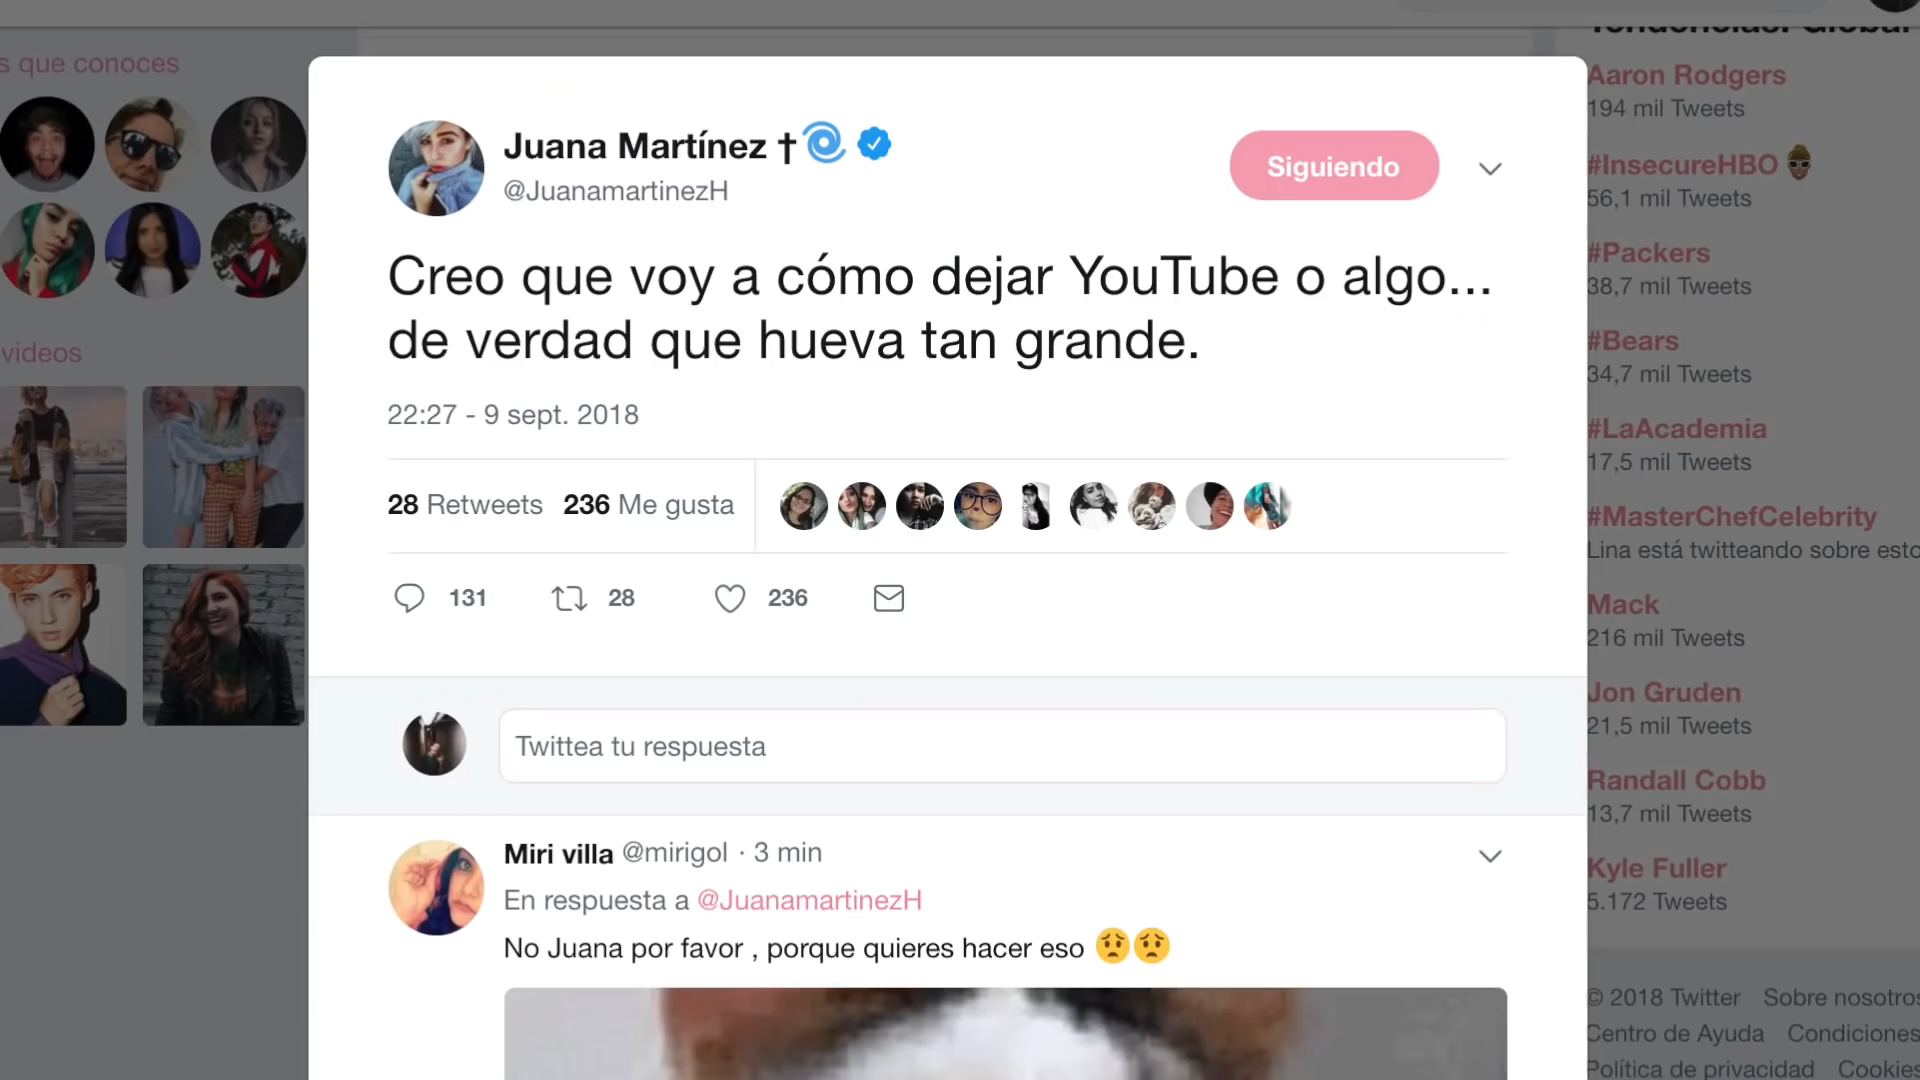 s que conoces
videos
Juana Martínez †🌀
@JuanamartinezH
Siguiendo
Creo que voy a cómo dejar YouTube o algo...
de verdad que hueva tan grande.
22:27 - 9 sept. 2018
28 Retweets 236 Me gusta
131 28 236
Twittea tu respuesta
Miri villa @mirigol · 3 min
En respuesta a @JuanamartinezH
No Juana por favor , porque quieres hacer eso 😟😟
Tendencias: Global
Aaron Rodgers
194 mil Tweets
#InsecureHBO
56,1 mil Tweets
#Packers
38,7 mil Tweets
#Bears
34,7 mil Tweets
#LaAcademia
17,5 mil Tweets
#MasterChefCelebrity
Lina está twitteando sobre esto
Mack
216 mil Tweets
Jon Gruden
21,5 mil Tweets
Randall Cobb
13,7 mil Tweets
Kyle Fuller
5.172 Tweets
© 2018 Twitter Sobre nosotros
Centro de Ayuda Condiciones
Política de privacidad Cookies